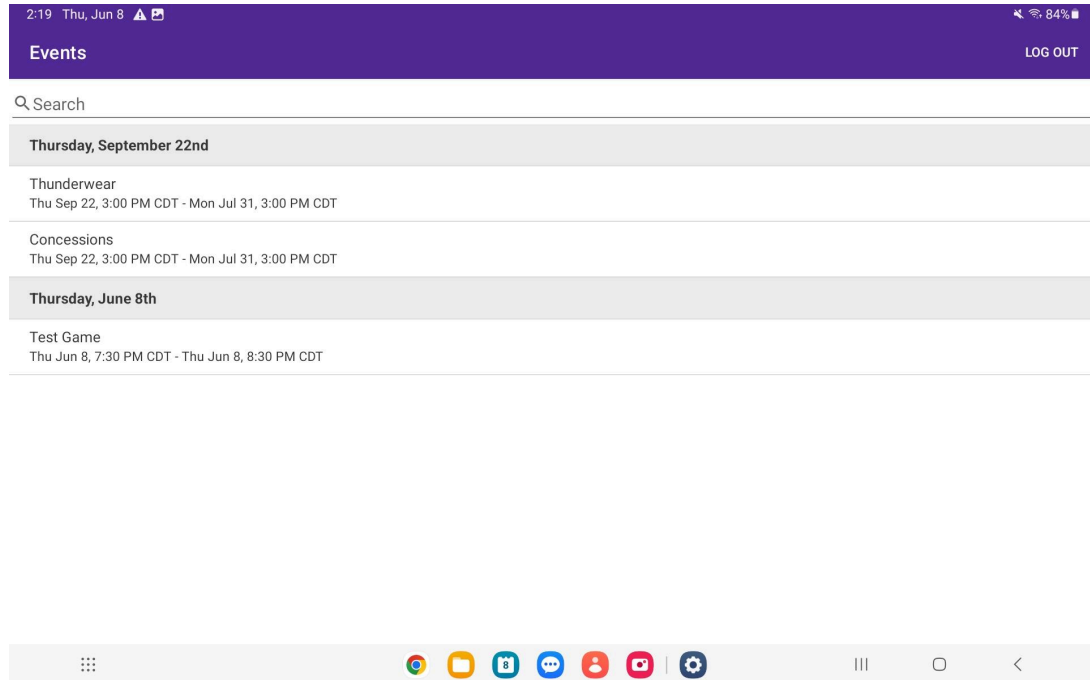 2:19 Thu, Jun 8 84%
Events LOG OUT
Search
Thursday, September 22nd
Thunderwear
Thu Sep 22, 3:00 PM CDT - Mon Jul 31, 3:00 PM CDT
Concessions
Thu Sep 22, 3:00 PM CDT - Mon Jul 31, 3:00 PM CDT
Thursday, June 8th
Test Game
Thu Jun 8, 7:30 PM CDT - Thu Jun 8, 8:30 PM CDT
8